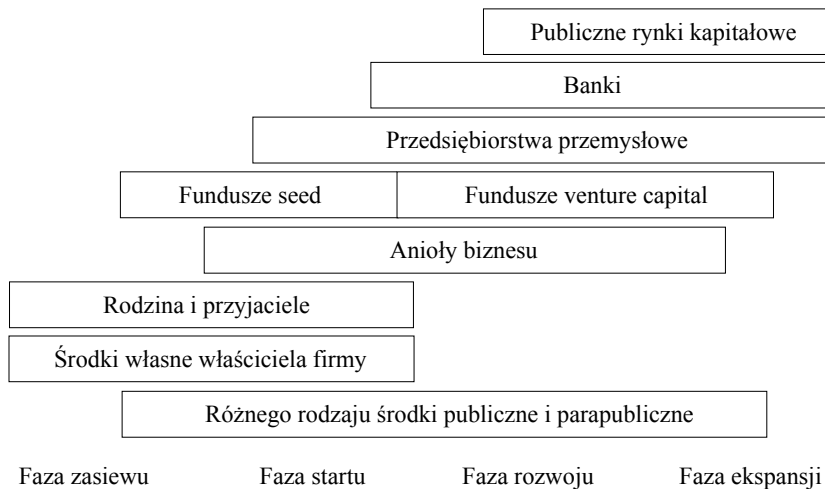 Publiczne rynki kapitałowe
Banki
Przedsiębiorstwa przemysłowe
Fundusze seed
Fundusze venture capital
Anioły biznesu
Rodzina i przyjaciele
Środki własne właściciela firmy
Różnego rodzaju środki publiczne i parapubliczne
Faza zasiewu
Faza startu
Faza rozwoju
Faza ekspansji